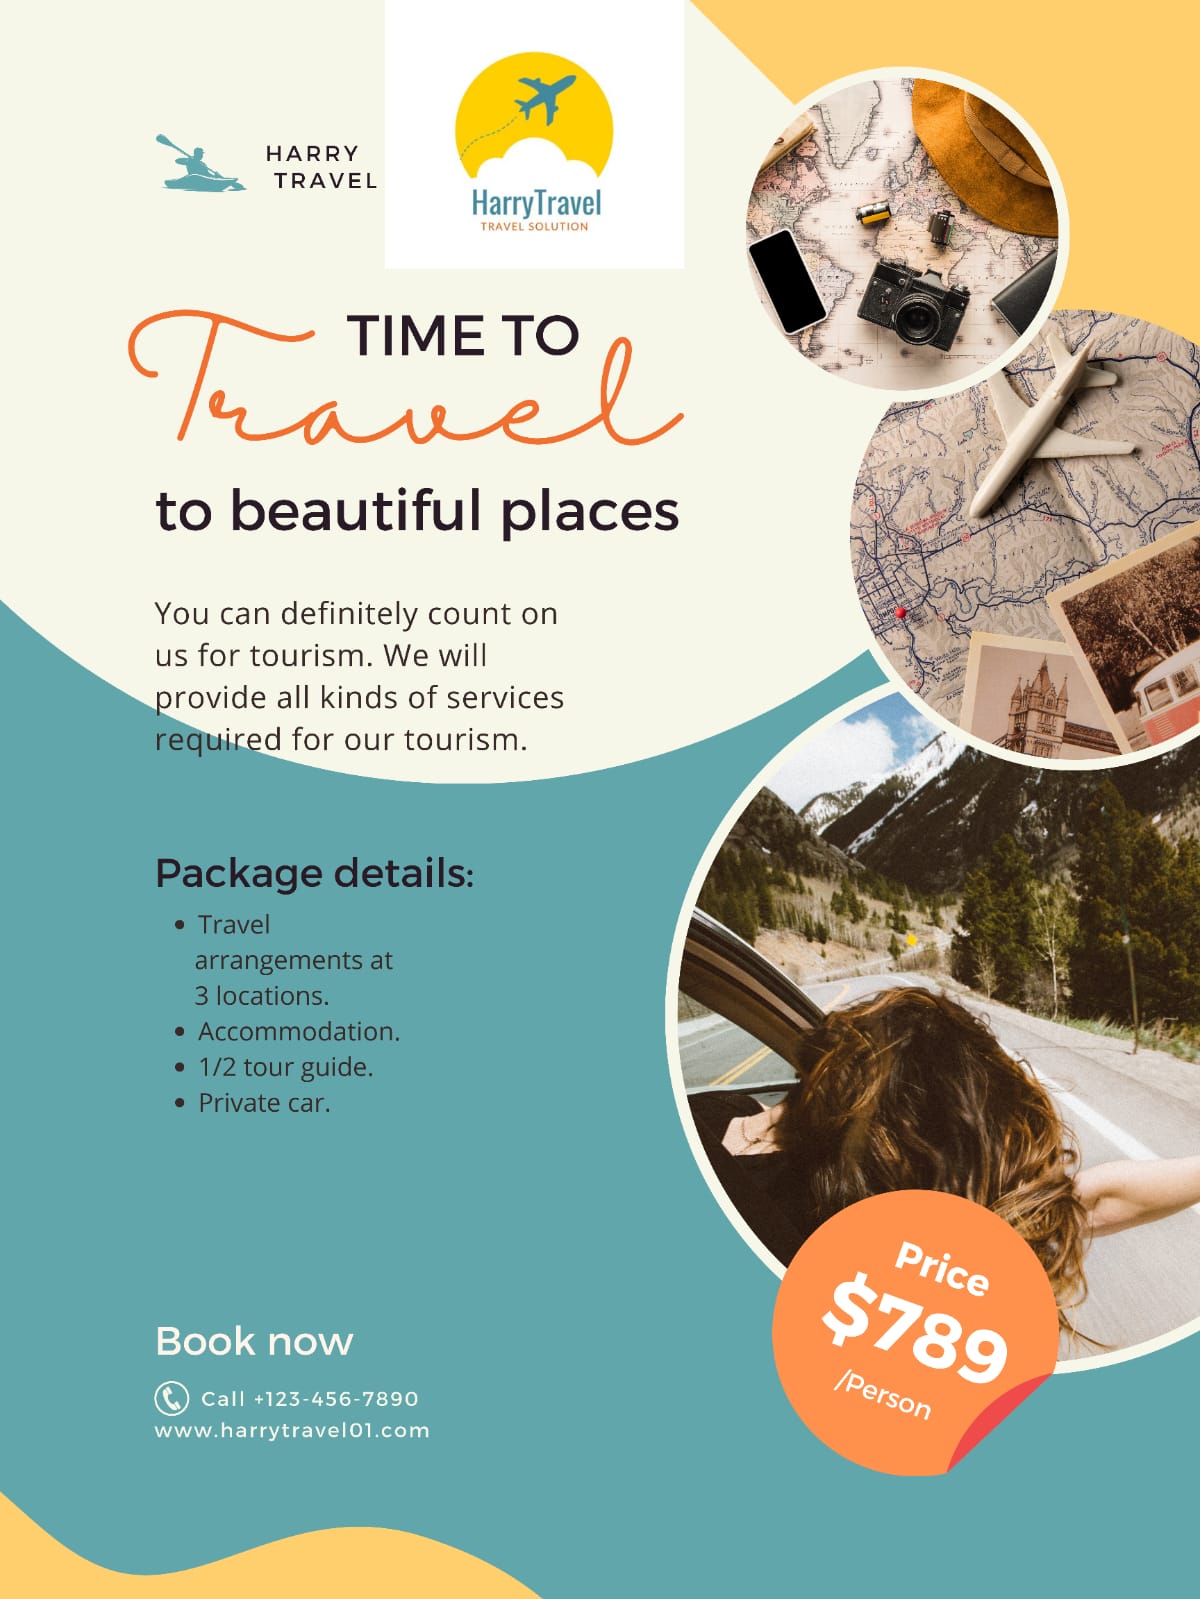 HARRY
TRAVEL
HarryTravel
TRAVEL SOLUTION
TIME TO
Travel
to beautiful places
You can definitely count on
us for tourism. We will
provide all kinds of services
required for our tourism.
Package details:
• Travel
arrangements at
3 locations.
• Accommodation.
• 1/2 tour guide.
• Private car.
Price
$789
/Person
Book now
Call +123-456-7890
www.harrytravel01.com